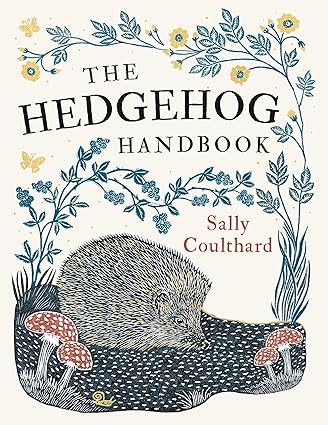 THE
HEDGEHOG
HANDBOOK
Sally
Coulthard